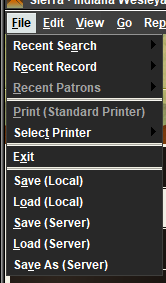 Sierra · Indiana Wesleya
File Edit View Go Rep
Recent Search
Recent Record
Recent Patrons
Print (Standard Printer)
Select Printer
Exit
Save (Local)
Load (Local)
Save (Server)
Load (Server)
Save As (Server)